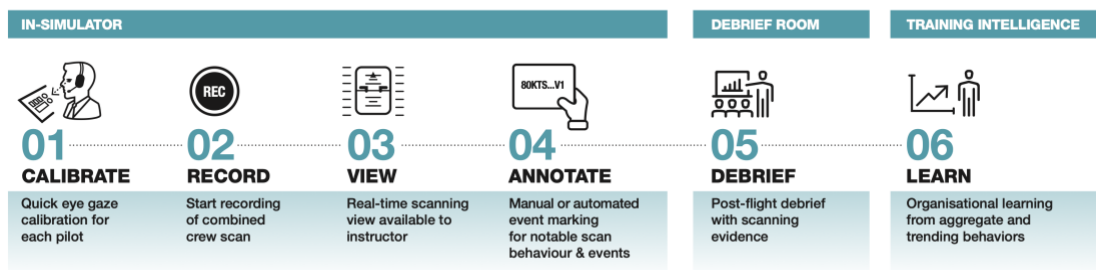 IN-SIMULATOR
DEBRIEF ROOM
TRAINING INTELLIGENCE
REC
80KTS...V1
01
CALIBRATE
Quick eye gaze
calibration for
each pilot
02
RECORD
Start recording
of combined
crew scan
03
VIEW
Real-time scanning
view available to
instructor
04
ANNOTATE
Manual or automated
event marking
for notable scan
behaviour & events
05
DEBRIEF
Post-flight debrief
with scanning
evidence
06
LEARN
Organisational learning
from aggregate and
trending behaviors